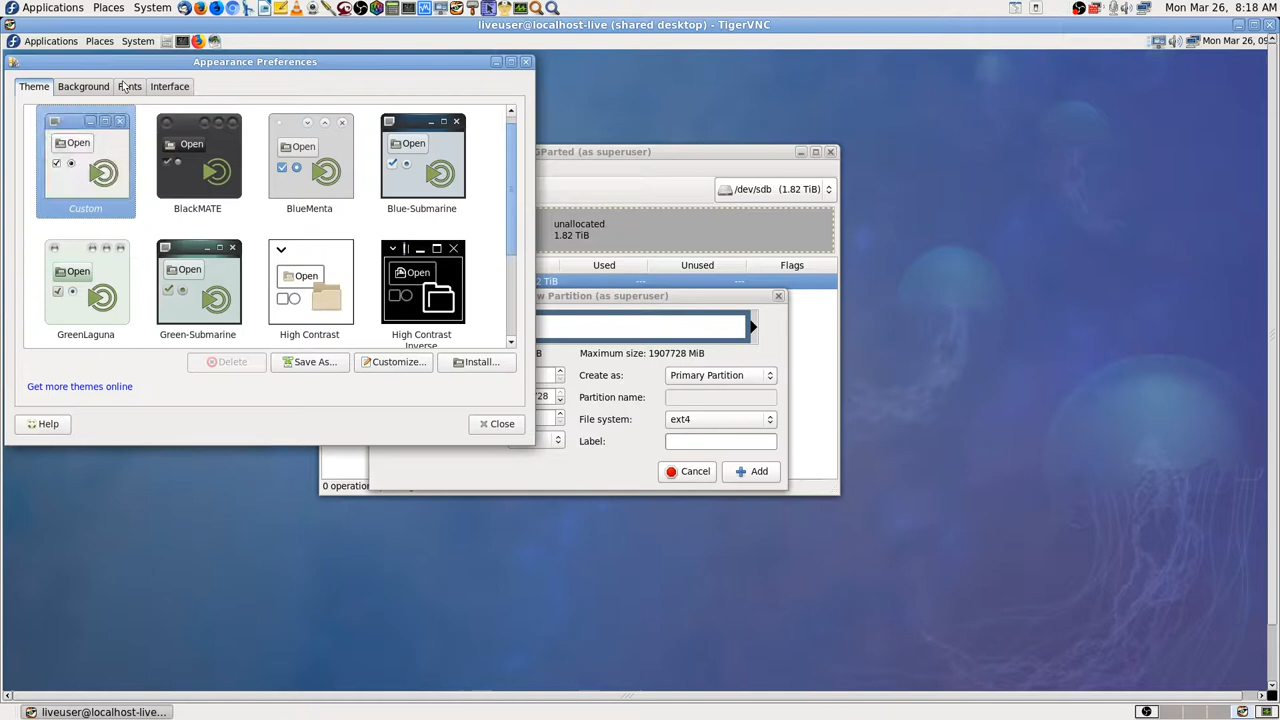 Applications Places System Mon Mar 26, 8:18 AM
liveuser@localhost-live (shared desktop) - TigerVNC
Applications Places System Mon Mar 26, 09
Appearance Preferences
GParted (as superuser)
Theme Background Fonts Interface
/dev/sdb (1.82 TiB)
Open Open Open Open
Custom BlackMATE BlueMenta Blue-Submarine
unallocated
1.82 TiB
Used Unused Flags
2 TiB --- ---
Open Open Open Open
w Partition (as superuser)
GreenLaguna Green-Submarine High Contrast High Contrast
Inverse
B Maximum size: 1907728 MiB
Delete Save As... Customize... Install...
Create as: Primary Partition
Get more themes online
28 Partition name:
File system: ext4
Help Close
Label:
Cancel Add
0 operation
liveuser@localhost-live...